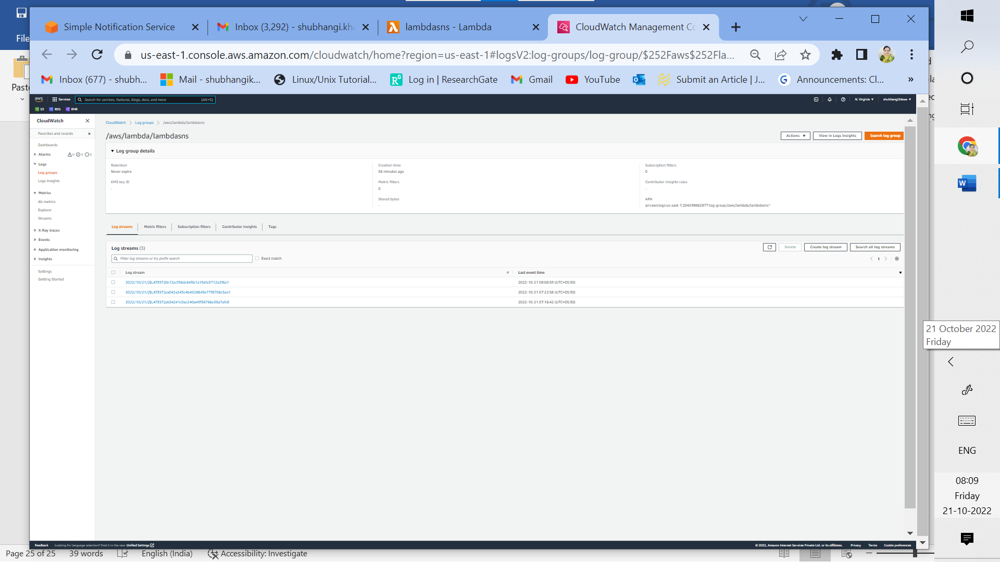 File
Paste
Simple Notification Service
Inbox (3,292) - shubhangi.kha
lambdasns - Lambda
CloudWatch Management Co
us-east-1.console.aws.amazon.com/cloudwatch/home?region=us-east-1#logsV2:log-groups/log-group/$252Faws$252Fla...
Inbox (677) - shubh...
Mail - shubhangik...
Linux/Unix Tutorial...
Log in | ResearchGate
Gmail
YouTube
Submit an Article | J...
Announcements: Cl...
»
aws
Services
Search for services, features, blogs, docs, and more
[Alt+S]
N. Virginia
shubhangi24aws
S3
RDS
EMR
CloudWatch
Favorites and recents
Dashboards
Alarms
0
0
0
Logs
Log groups
Logs Insights
Metrics
All metrics
Explorer
Streams
X-Ray traces
Events
Application monitoring
Insights
Settings
Getting Started
CloudWatch
Log groups
/aws/lambda/lambdasns
/aws/lambda/lambdasns
Actions
View in Logs Insights
Search log group
Log group details
Retention
Never expire
KMS key ID
-
Creation time
56 minutes ago
Metric filters
0
Stored bytes
-
Subscription filters
0
Contributor Insights rules
-
ARN
arn:aws:logs:us-east-1:204298662877:log-group:/aws/lambda/lambdasns:*
Log streams
Metric filters
Subscription filters
Contributor Insights
Tags
Log streams (3)
Delete
Create log stream
Search all log streams
Filter log streams or try prefix search
Exact match
1
Log stream
Last event time
2022/10/21/[$LATEST]0e12ecf56dc643b1a19afe3712a2f6a1
2022-10-21 08:08:59 (UTC+05:30)
2022/10/21/[$LATEST]ea042a243c4b4528843e77f8706c5ea1
2022-10-21 07:22:58 (UTC+05:30)
2022/10/21/[$LATEST]ab54241c0ac240a49f36766e38a7afc8
2022-10-21 07:16:42 (UTC+05:30)
Feedback
Looking for language selection? Find it in the new Unified Settings
© 2022, Amazon Internet Services Private Ltd. or its affiliates.
Privacy
Terms
Cookie preferences
Page 25 of 25
39 words
English (India)
Accessibility: Investigate
21 October 2022
Friday
ENG
08:09
Friday
21-10-2022